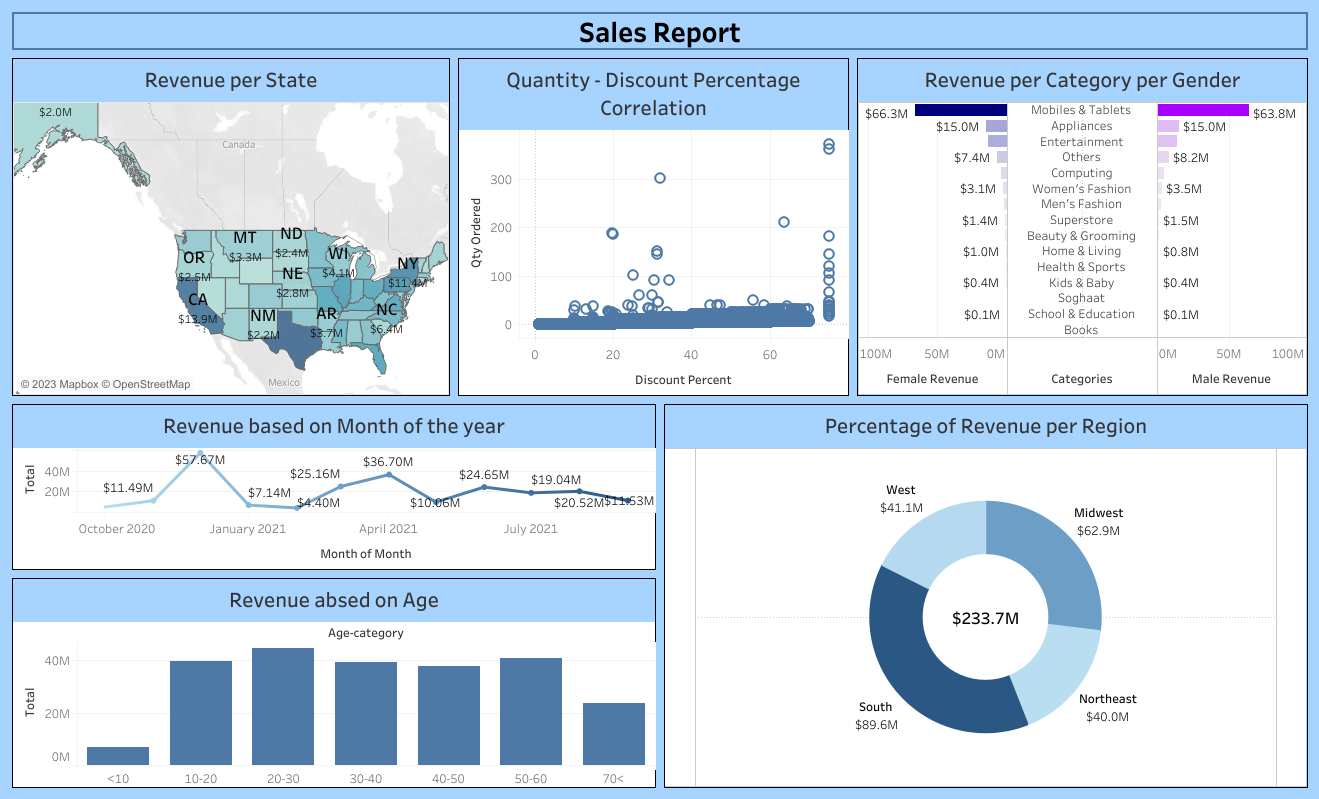 Sales Report
Revenue per State
$2.0M
Canada
MT
$3.3M
ND
$2.4M
OR
$2.5M
WI
$4.1M
NY
$11.4M
NE
$2.8M
CA
$13.9M
NM
$2.2M
AR
$3.7M
NC
$6.4M
Mexico
© 2023 Mapbox © OpenStreetMap
Quantity - Discount Percentage
Correlation
Qty Ordered
300
200
100
0
0 20 40 60
Discount Percent
Revenue per Category per Gender
$66.3M Mobiles & Tablets $63.8M
$15.0M Appliances $15.0M
Entertainment
$7.4M Others $8.2M
Computing
$3.1M Women's Fashion $3.5M
Men's Fashion
$1.4M Superstore $1.5M
Beauty & Grooming
$1.0M Home & Living $0.8M
Health & Sports
$0.4M Kids & Baby $0.4M
Soghaat
$0.1M School & Education $0.1M
Books
100M 50M 0M 0M 50M 100M
Female Revenue Categories Male Revenue
Revenue based on Month of the year
Total
40M
20M
$11.49M
$57.67M
$7.14M
$4.40M
$25.16M
$36.70M
$10.06M
$24.65M
$19.04M
$20.52M
$11.53M
October 2020 January 2021 April 2021 July 2021
Month of Month
Revenue absed on Age
Age-category
Total
40M
20M
0M
<10 10-20 20-30 30-40 40-50 50-60 70<
Percentage of Revenue per Region
West
$41.1M
Midwest
$62.9M
$233.7M
South
$89.6M
Northeast
$40.0M